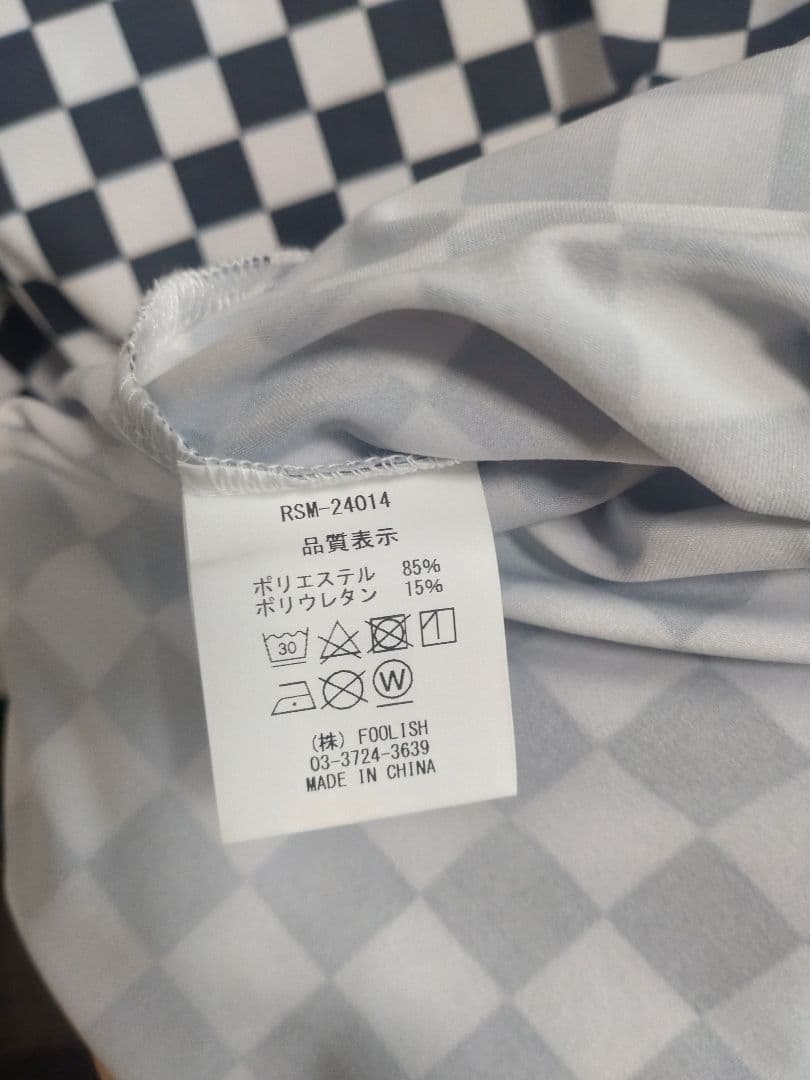 RSM-24014
品質表示
ポリエステル 85%
ポリウレタン 15%
30
W
(株) FOOLISH
03-3724-3639
MADE IN CHINA